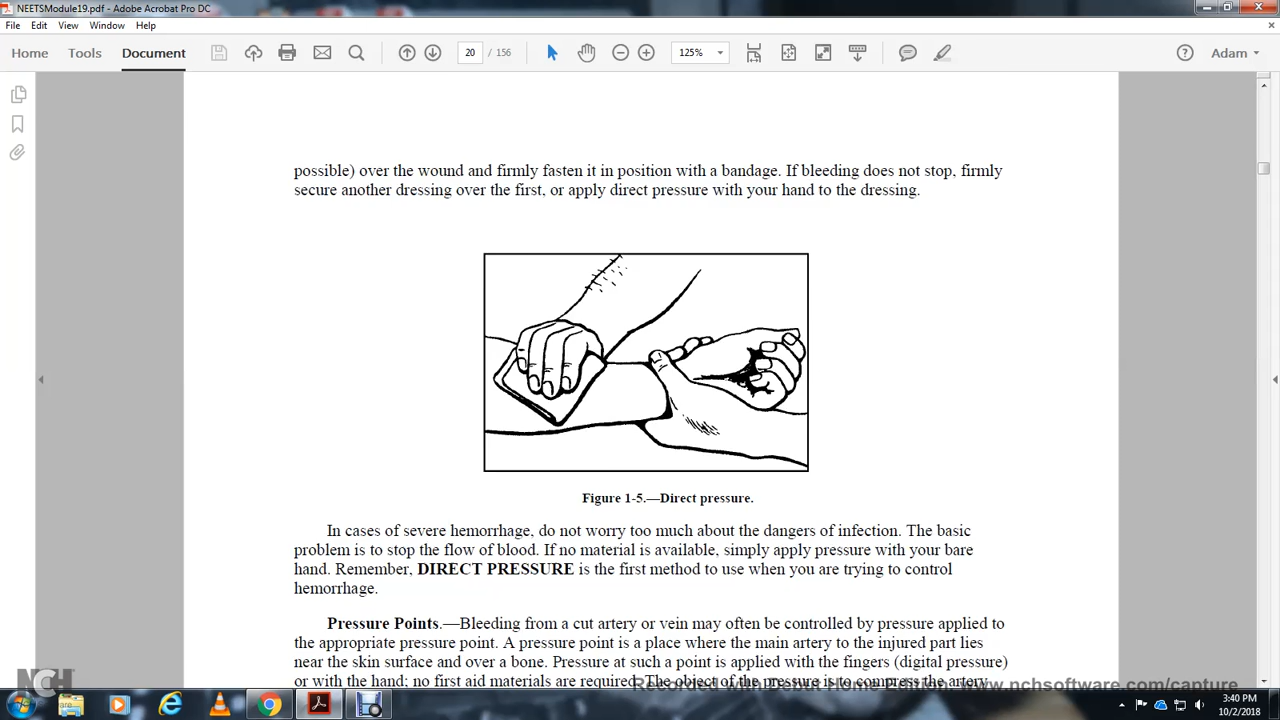 NEETSModule19.pdf - Adobe Acrobat Pro DC
File Edit View Window Help
Home Tools Document 20 / 156 125% Adam
possible) over the wound and firmly fasten it in position with a bandage. If bleeding does not stop, firmly
secure another dressing over the first, or apply direct pressure with your hand to the dressing.
Figure 1-5.—Direct pressure.
In cases of severe hemorrhage, do not worry too much about the dangers of infection. The basic
problem is to stop the flow of blood. If no material is available, simply apply pressure with your bare
hand. Remember, DIRECT PRESSURE is the first method to use when you are trying to control
hemorrhage.
Pressure Points.—Bleeding from a cut artery or vein may often be controlled by pressure applied to
the appropriate pressure point. A pressure point is a place where the main artery to the injured part lies
near the skin surface and over a bone. Pressure at such a point is applied with the fingers (digital pressure)
or with the hand; no first aid materials are required. The object of the pressure is to compress the artery
Recorded with Debut Home Edition. www.nchsoftware.com/capture
NCH
3:40 PM
10/2/2018